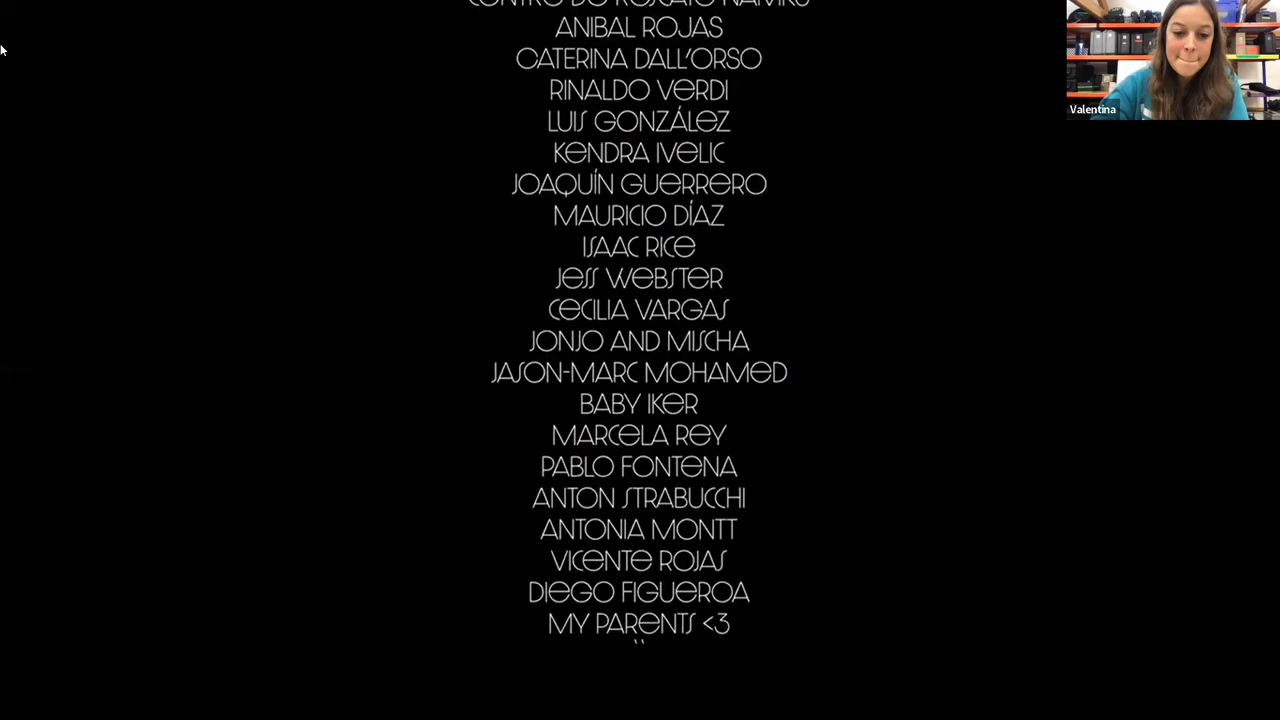 ANIBAL ROJAS
CATERINA DALL'ORSO
RINALDO VERDI
LUIS GONZÁLEZ
KENDRA IVELIC
JOAQUÍN GUERRERO
MAURICIO DÍAZ
ISAAC RICE
JESS WEBSTER
CECILIA VARGAS
JONJO AND MISCHA
JASON-MARC MOHAMED
BABY IKER
MARCELA REY
PABLO FONTENA
ANTON STRABUCCHI
ANTONIA MONTT
VICENTE ROJAS
DIEGO FIGUEROA
MY PARENTS <3
Valentina